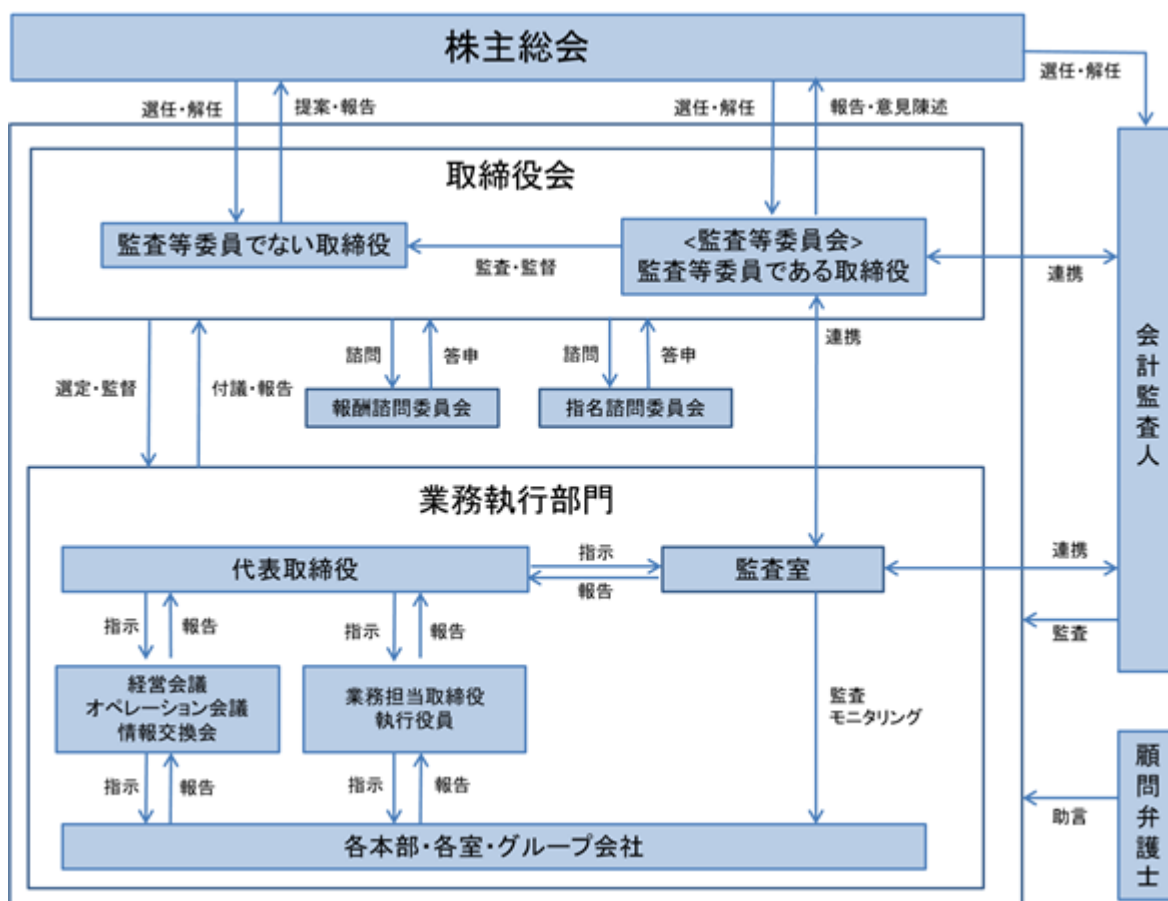 株主総会
選任・解任
選任・解任
提案・報告
選任・解任
報告・意見陳述
取締役会
監査等委員でない取締役
監査・監督
<監査等委員会>
監査等委員である取締役
連携
選定・監督
付議・報告
諮問
答申
諮問
答申
連携
報酬諮問委員会
指名諮問委員会
会計監査人
業務執行部門
代表取締役
指示
報告
監査室
連携
指示
報告
指示
報告
監査
経営会議
オペレーション会議
情報交換会
業務担当取締役
執行役員
監査
モニタリング
指示
報告
指示
報告
助言
顧問弁護士
各本部・各室・グループ会社